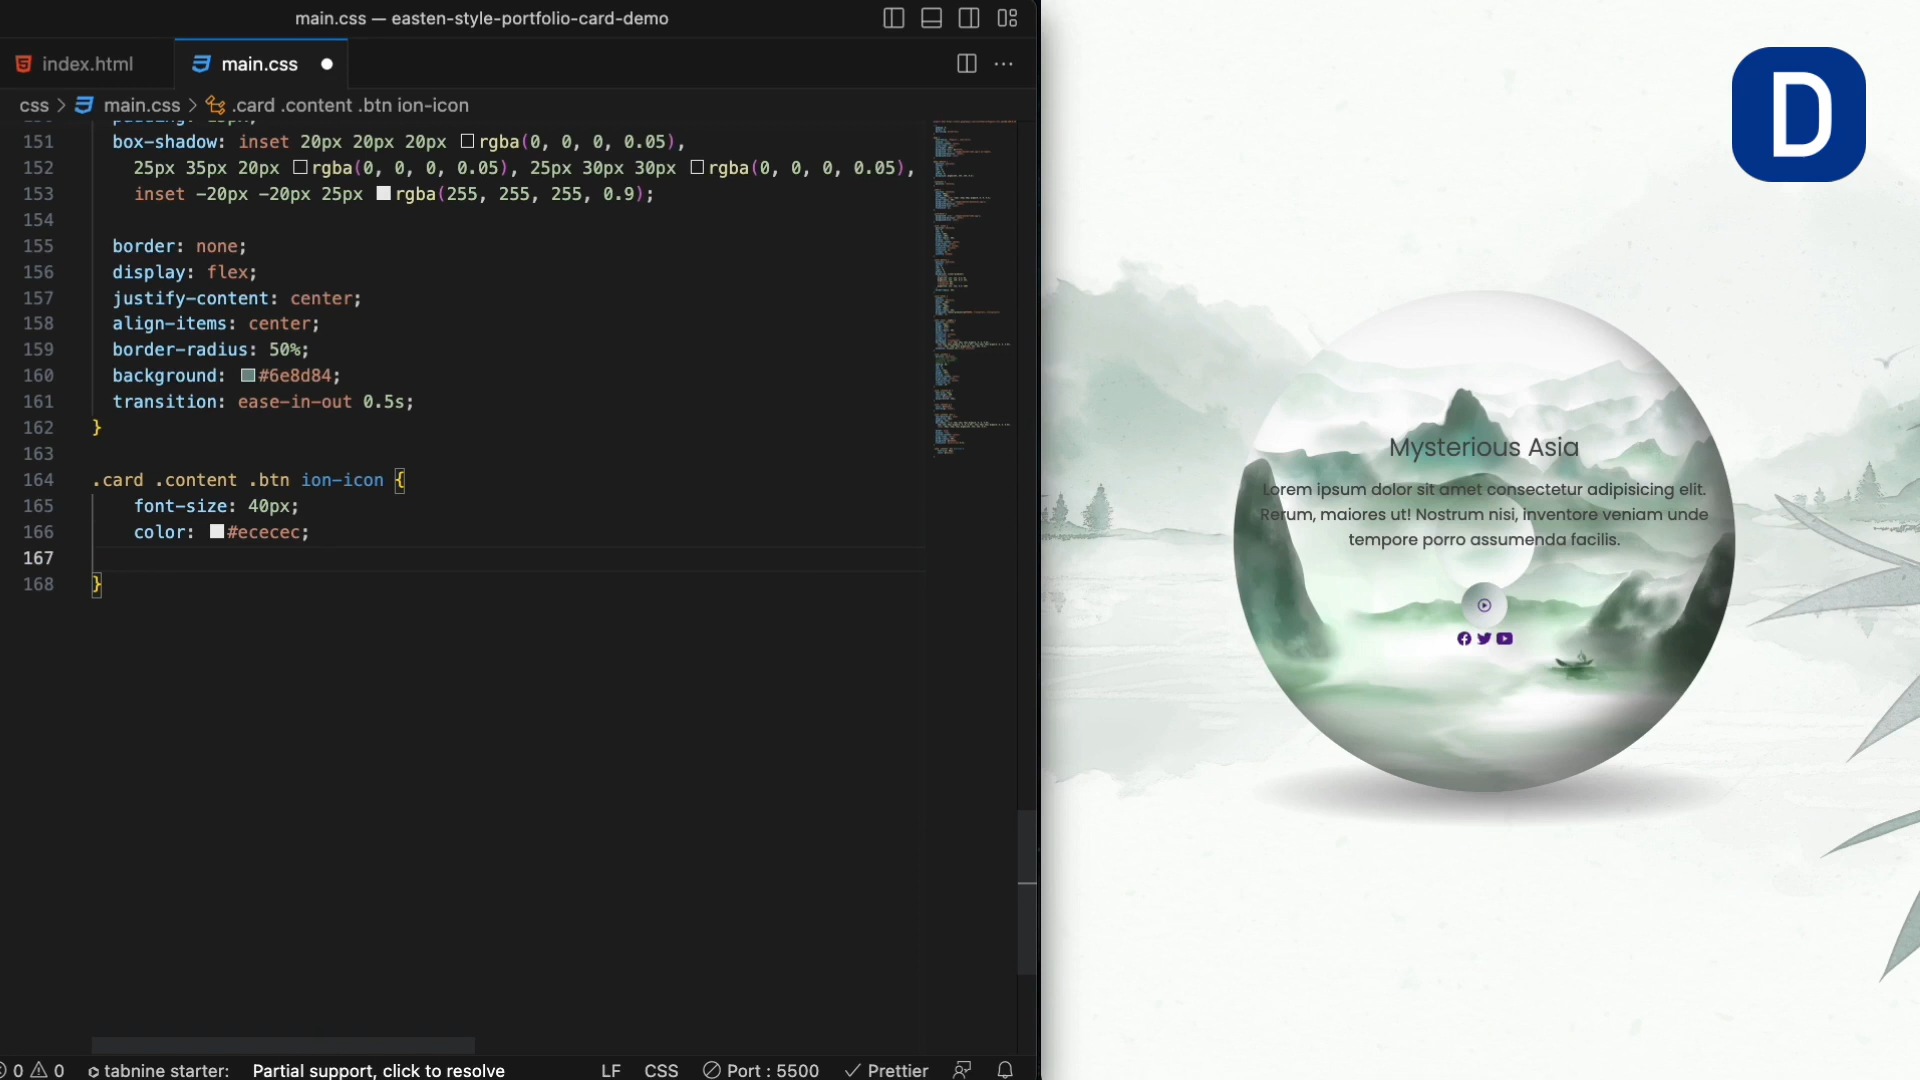 main.css — easten-style-portfolio-card-demo
index.html
main.css
css > main.css > .card .content .btn ion-icon
151 box-shadow: inset 20px 20px 20px rgba(0, 0, 0, 0.05),
152 25px 35px 20px rgba(0, 0, 0, 0.05), 25px 30px 30px rgba(0, 0, 0, 0.05),
153 inset -20px -20px 25px rgba(255, 255, 255, 0.9);
154
155 border: none;
156 display: flex;
157 justify-content: center;
158 align-items: center;
159 border-radius: 50%;
160 background: #6e8d84;
161 transition: ease-in-out 0.5s;
162 }
163
164 .card .content .btn ion-icon {
165 font-size: 40px;
166 color: #ececec;
167
168 }
0 0 tabnine starter: Partial support, click to resolve LF CSS Port : 5500 Prettier
D
Mysterious Asia
Lorem ipsum dolor sit amet consectetur adipisicing elit.
Rerum, maiores ut! Nostrum nisi, inventore veniam unde
tempore porro assumenda facilis.